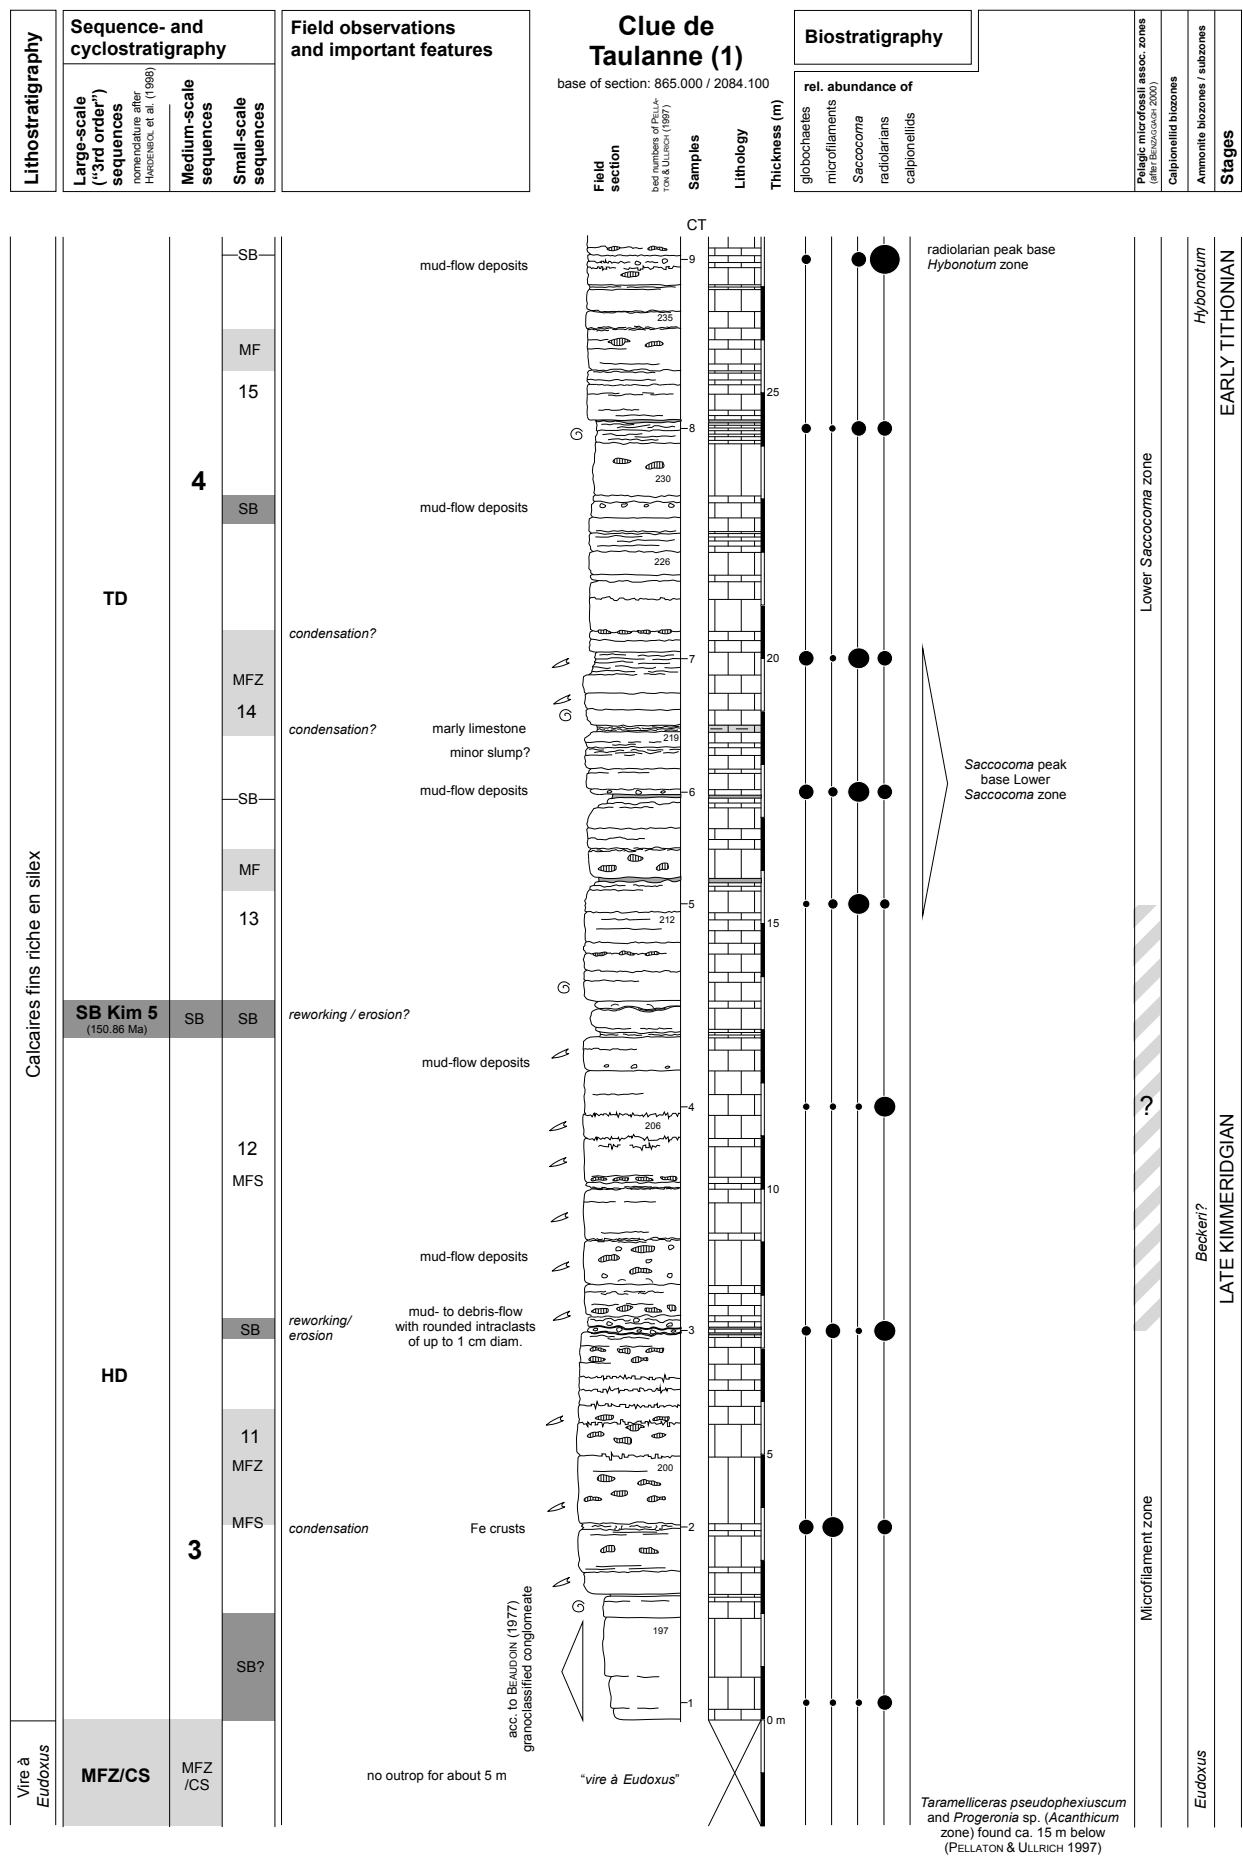 Lithostratigraphy
Sequence- and
cyclostratigraphy
Large-scale
("3rd order")
sequences
nomenclature after
HARDENBOL et al. (1998)
Medium-scale
sequences
Small-scale
sequences
Field observations
and important features
Clue de
Taulanne (1)
base of section: 865.000 / 2084.100
Field
section
bed numbers of PELLA-
TON & ULLRICH (1997)
Samples
Lithology
Thickness (m)
Biostratigraphy
rel. abundance of
globochaetes
microfilaments
Saccocoma
radiolarians
calpionellids
Pelagic microfossil assoc. zones
(after BENZAGGAGH 2000)
Calpionellid biozones
Ammonite biozones / subzones
Stages
CT
SB
mud-flow deposits
9
radiolarian peak base
Hybonotum zone
Hybonotum
EARLY TITHONIAN
235
MF
15
25
8
4
230
SB
mud-flow deposits
226
Lower Saccocoma zone
TD
condensation?
7
20
MFZ
14
condensation?
marly limestone
219
minor slump?
mud-flow deposits
6
SB
Saccocoma peak
base Lower
Saccocoma zone
MF
13
5
212
15
Calcaires fins riche en silex
SB Kim 5
(150.86 Ma)
SB
SB
reworking / erosion?
mud-flow deposits
4
206
?
12
MFS
10
LATE KIMMERIDGIAN
Beckeri?
mud-flow deposits
SB
reworking/
erosion
mud- to debris-flow
with rounded intraclasts
of up to 1 cm diam.
3
HD
11
MFZ
5
200
MFS
condensation
Fe crusts
2
3
Microfilament zone
acc. to BEAUDOIN (1977)
granoclassified conglomeate
197
SB?
1
0 m
Vire à
Eudoxus
MFZ/CS
MFZ
/CS
no outrop for about 5 m
"vire à Eudoxus"
Eudoxus
Taramelliceras pseudophexiuscum
and Progeronia sp. (Acanthicum
zone) found ca. 15 m below
(PELLATON & ULLRICH 1997)